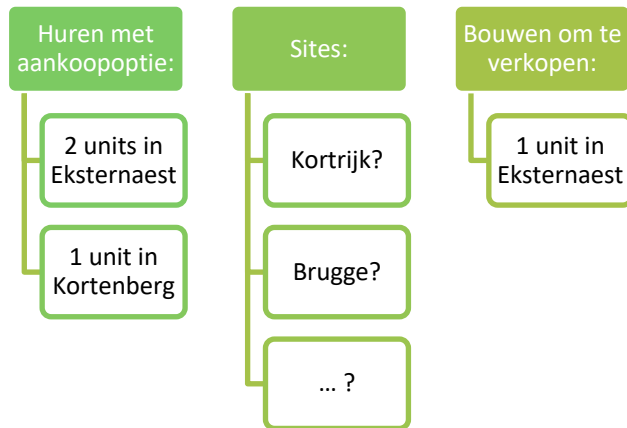 Huren met
aankoopoptie:
2 units in
Eksternaest
1 unit in
Kortenberg
Sites:
Kortrijk?
Brugge?
... ?
Bouwen om te
verkopen:
1 unit in
Eksternaest